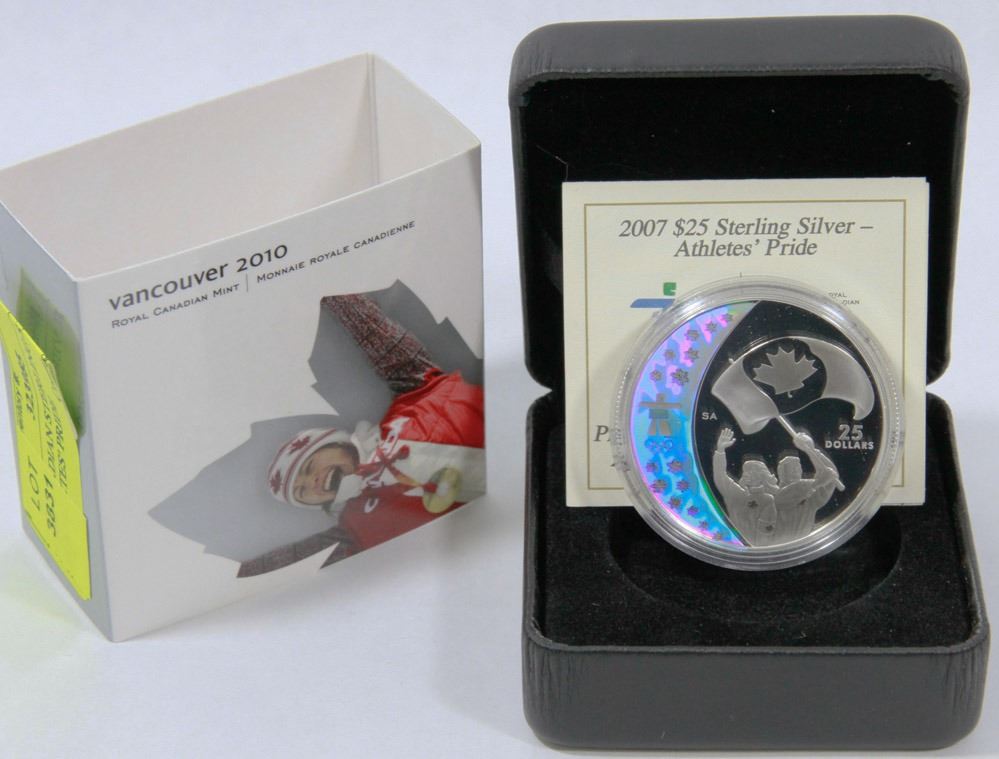 vancouver 2010
ROYAL CANADIAN MINT | MONNAIE ROYALE CANADIENNE
LOT
3831
2007 $25 Sterling Silver –
Athletes' Pride
SA
25
DOLLARS